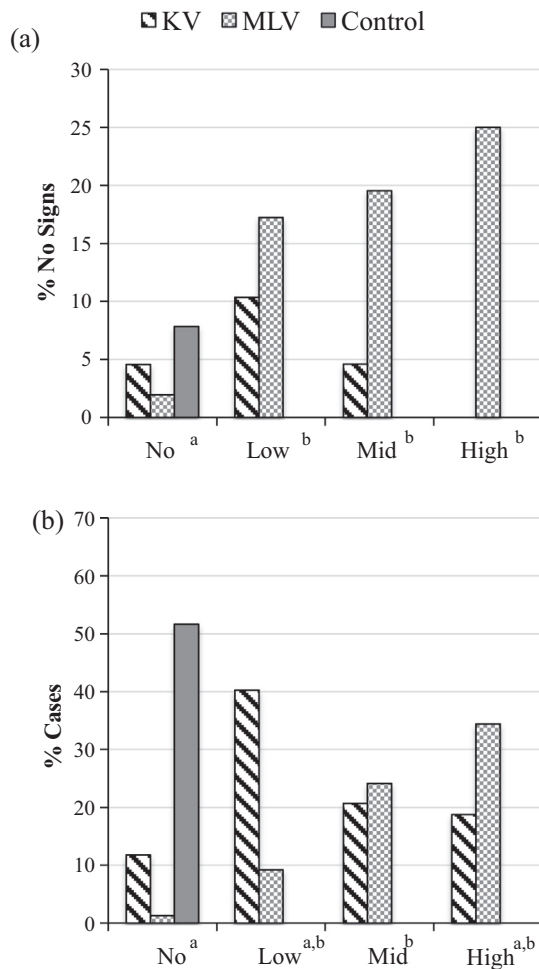 KV MLV Control
(a)
% No Signs
30
25
20
15
10
5
0
No a Low b Mid b High b
(b)
% Cases
70
60
50
40
30
20
10
0
No a Low a,b Mid b High a,b